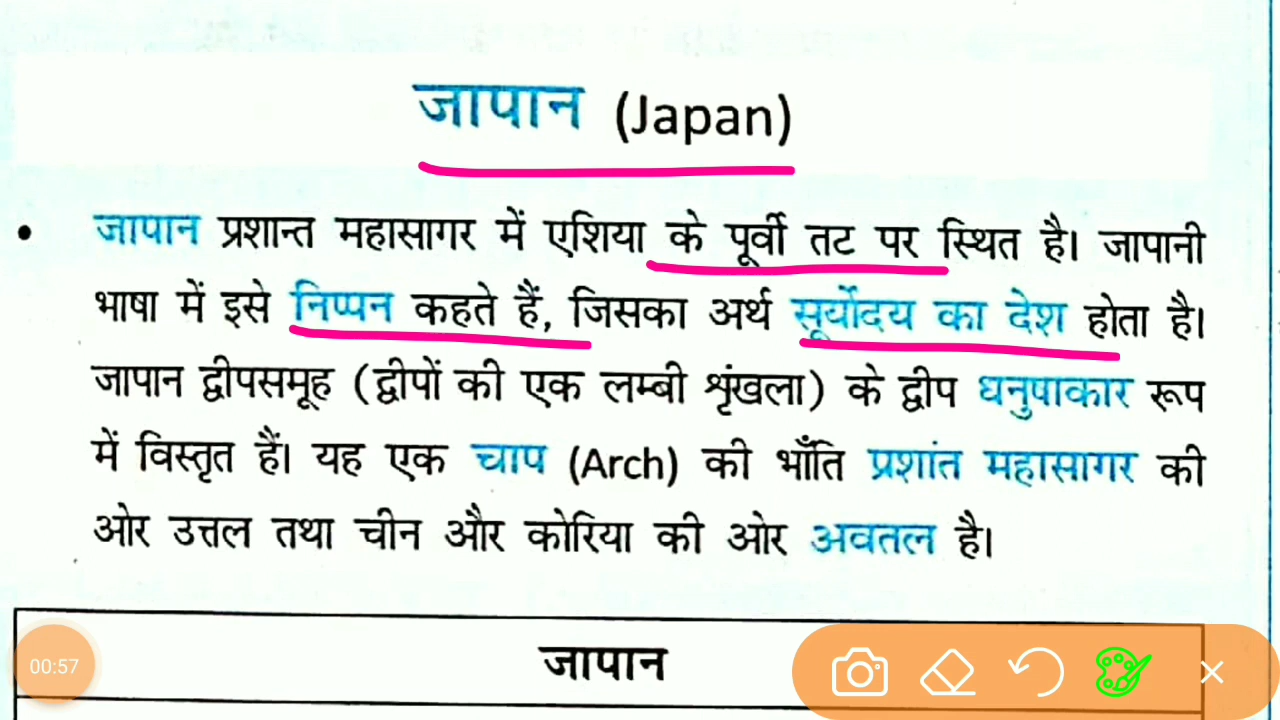 जापान (Japan)
• जापान प्रशान्त महासागर में एशिया के पूर्वी तट पर स्थित है। जापानी
भाषा में इसे निप्पन कहते हैं, जिसका अर्थ सूर्योदय का देश होता है।
जापान द्वीपसमूह (द्वीपों की एक लम्बी शृंखला) के द्वीप धनुषाकार रूप
में विस्तृत हैं। यह एक चाप (Arch) की भाँति प्रशांत महासागर की
ओर उत्तल तथा चीन और कोरिया की ओर अवतल है।
जापान
00:57